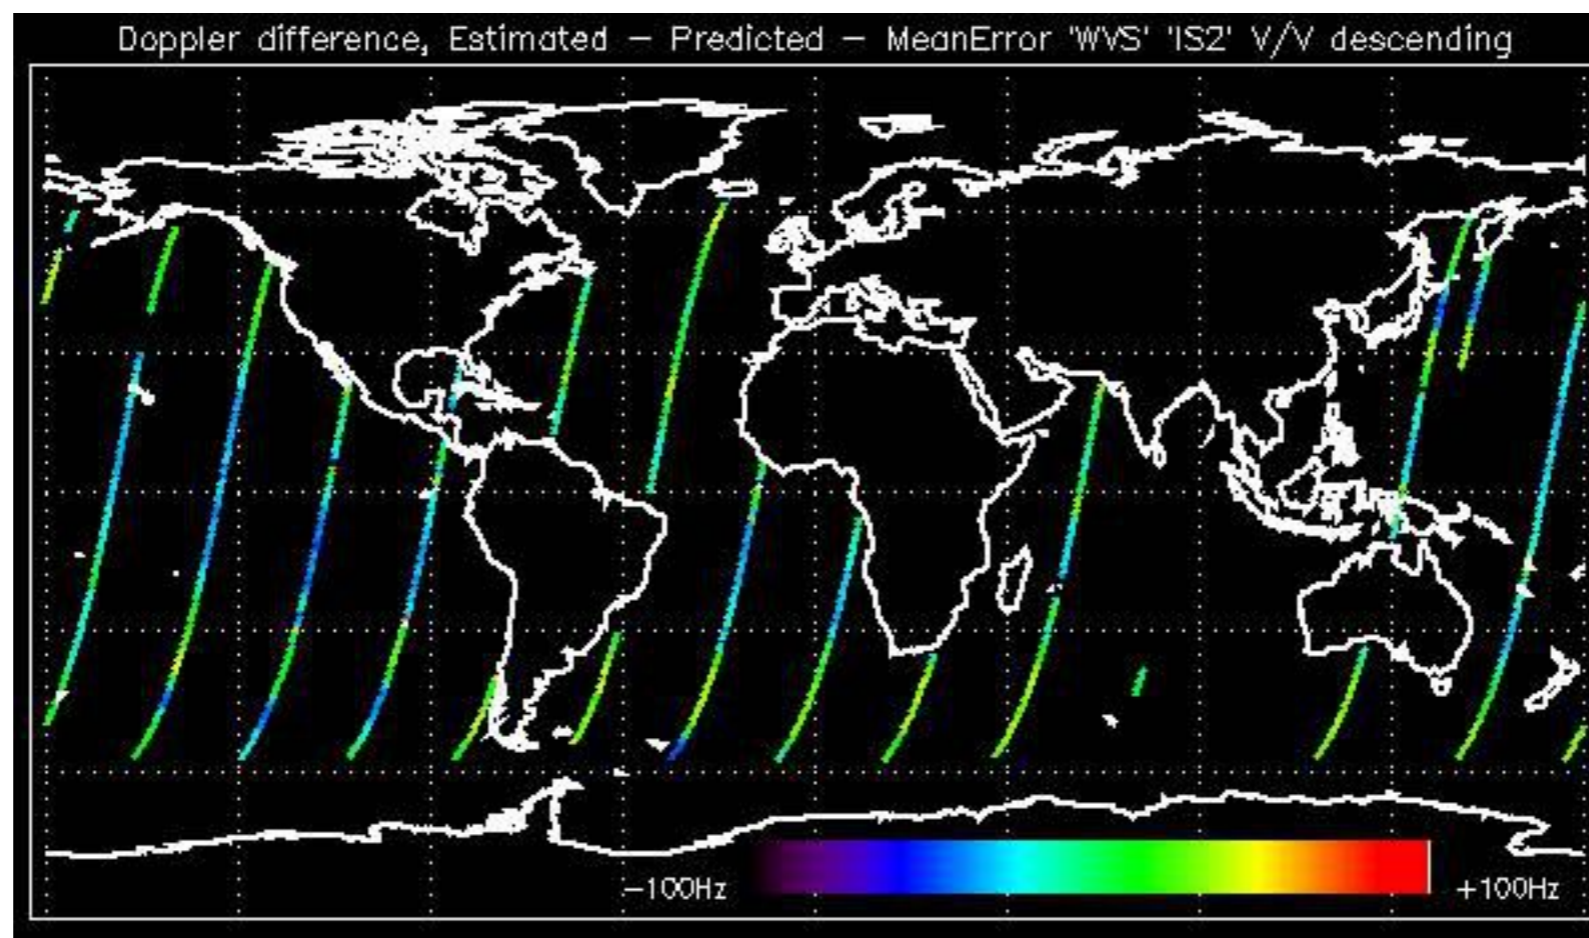 Doppler difference, Estimated − Predicted − MeanError 'WVS' 'IS2' V/V descending
−100Hz
+100Hz